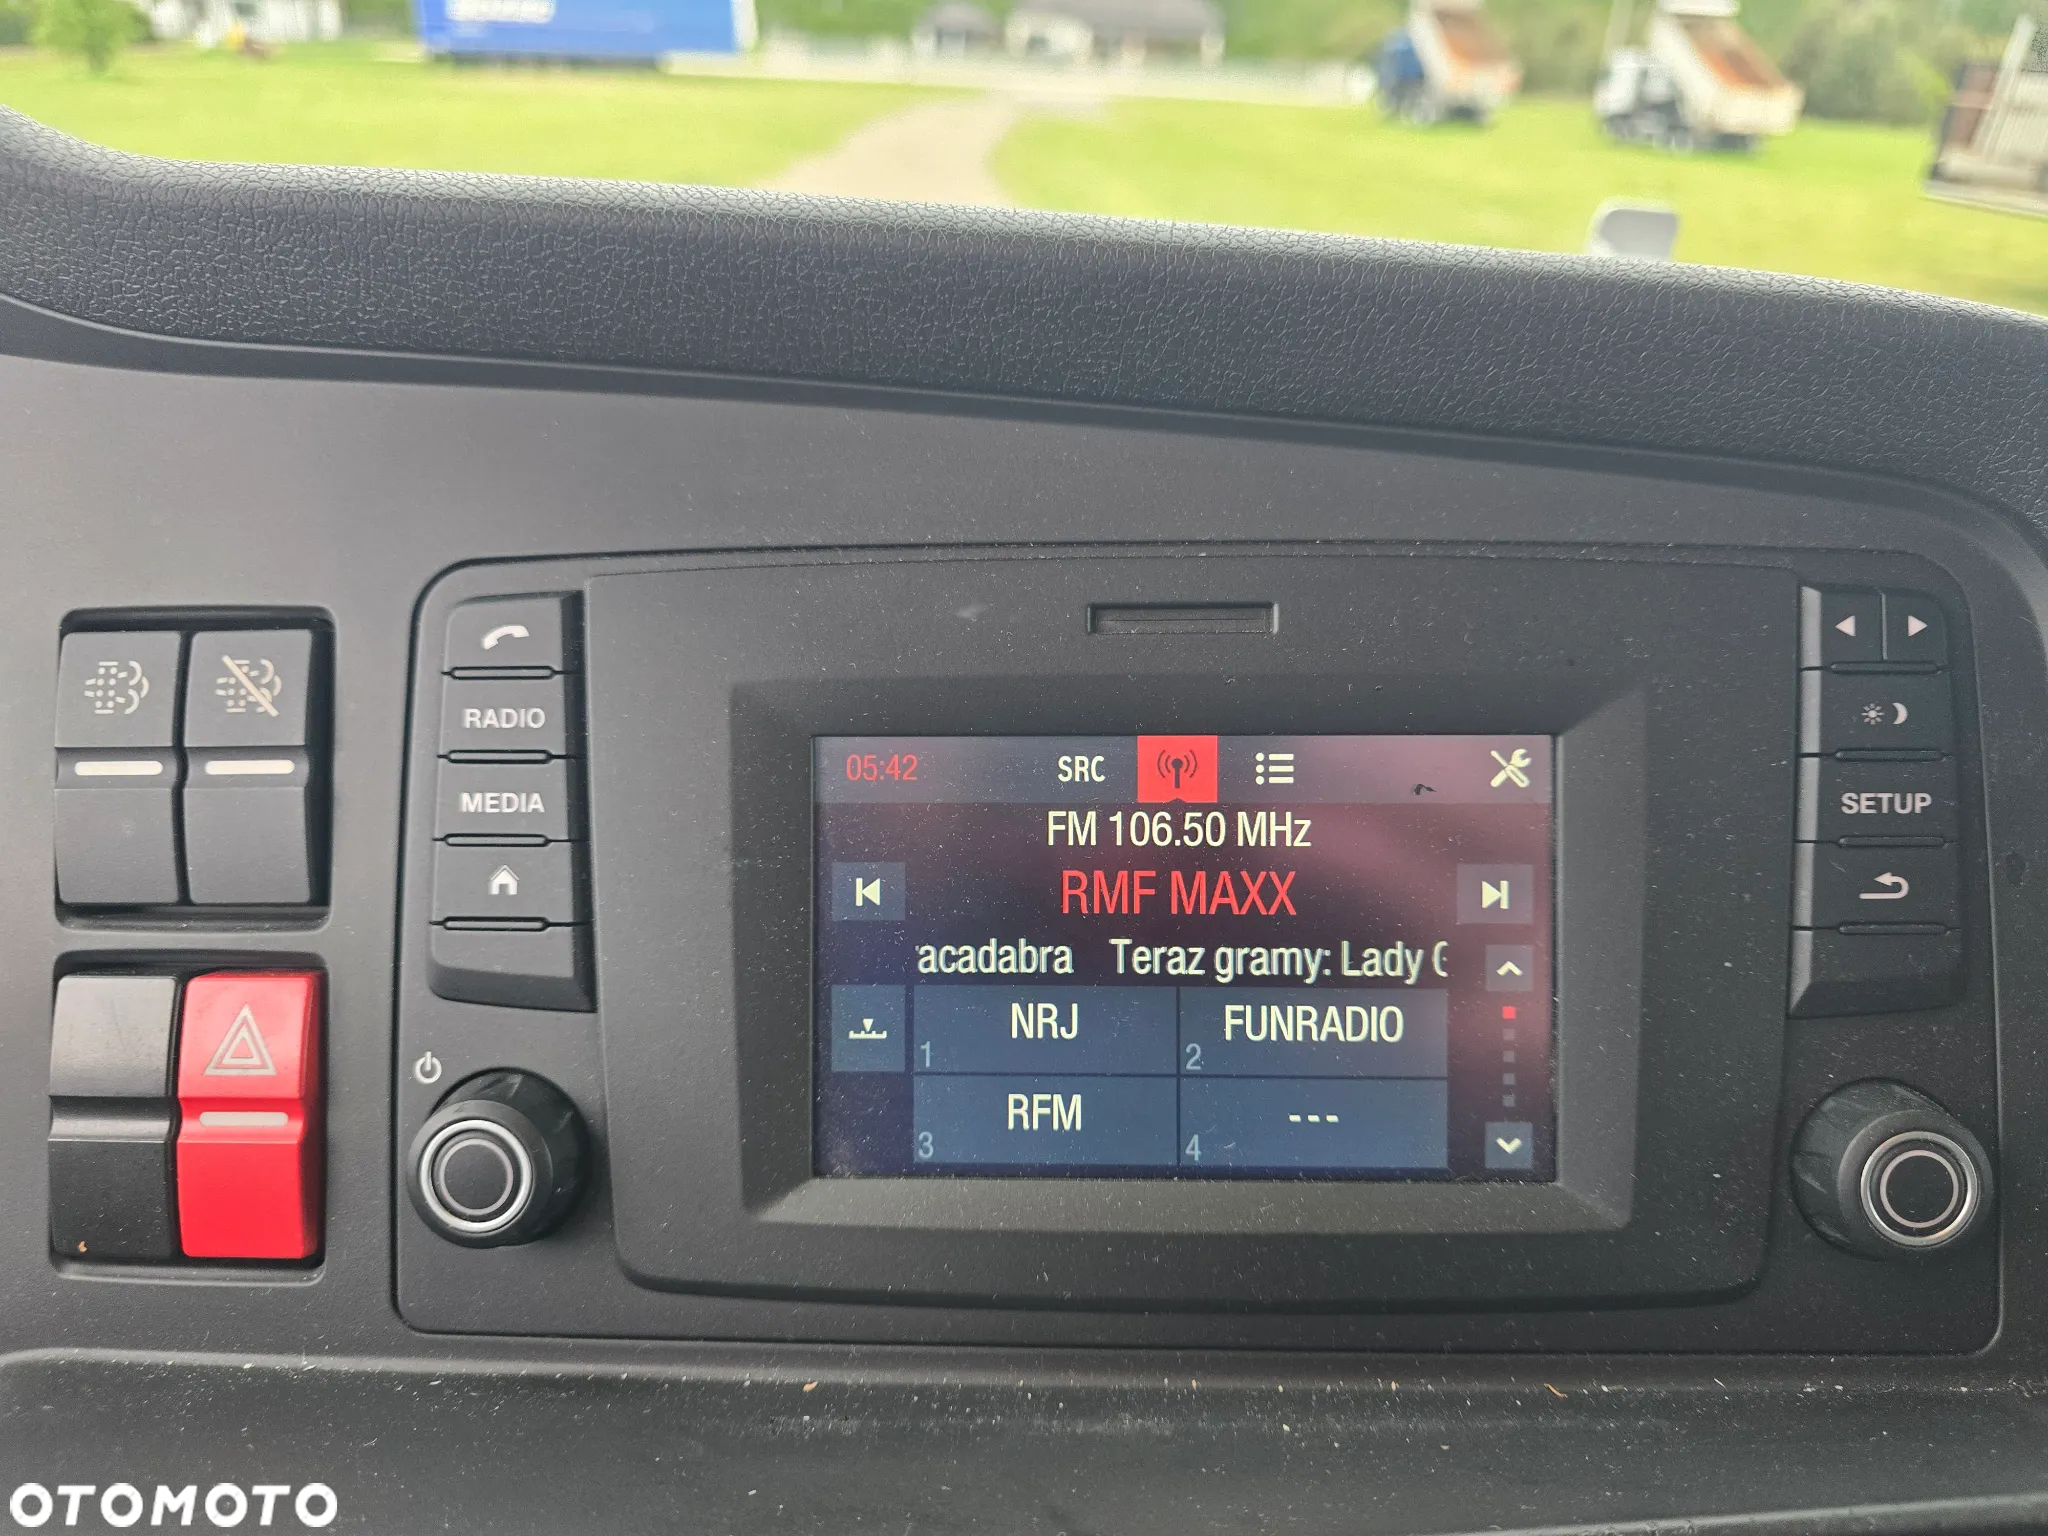 RADIO
MEDIA
05:42 SRC
FM 106.50 MHz
RMF MAXX
acadabra Teraz gramy: Lady G
1 NRJ
2 FUNRADIO
3 RFM
4 ---
SETUP
OTOMOTO